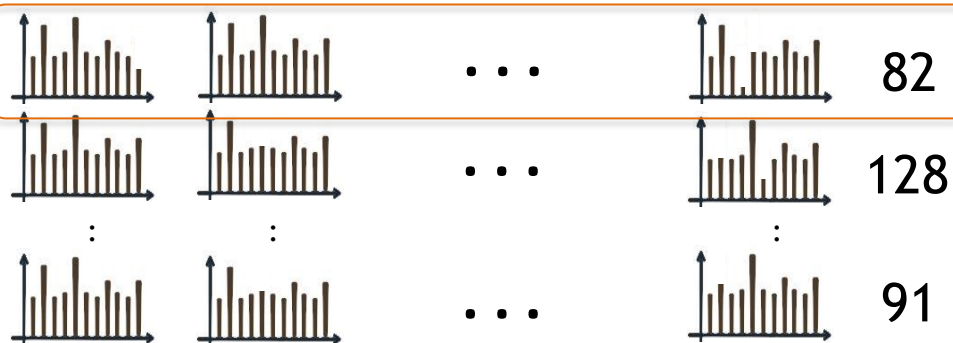 . . . 82
. . . 128
: : :
. . . 91